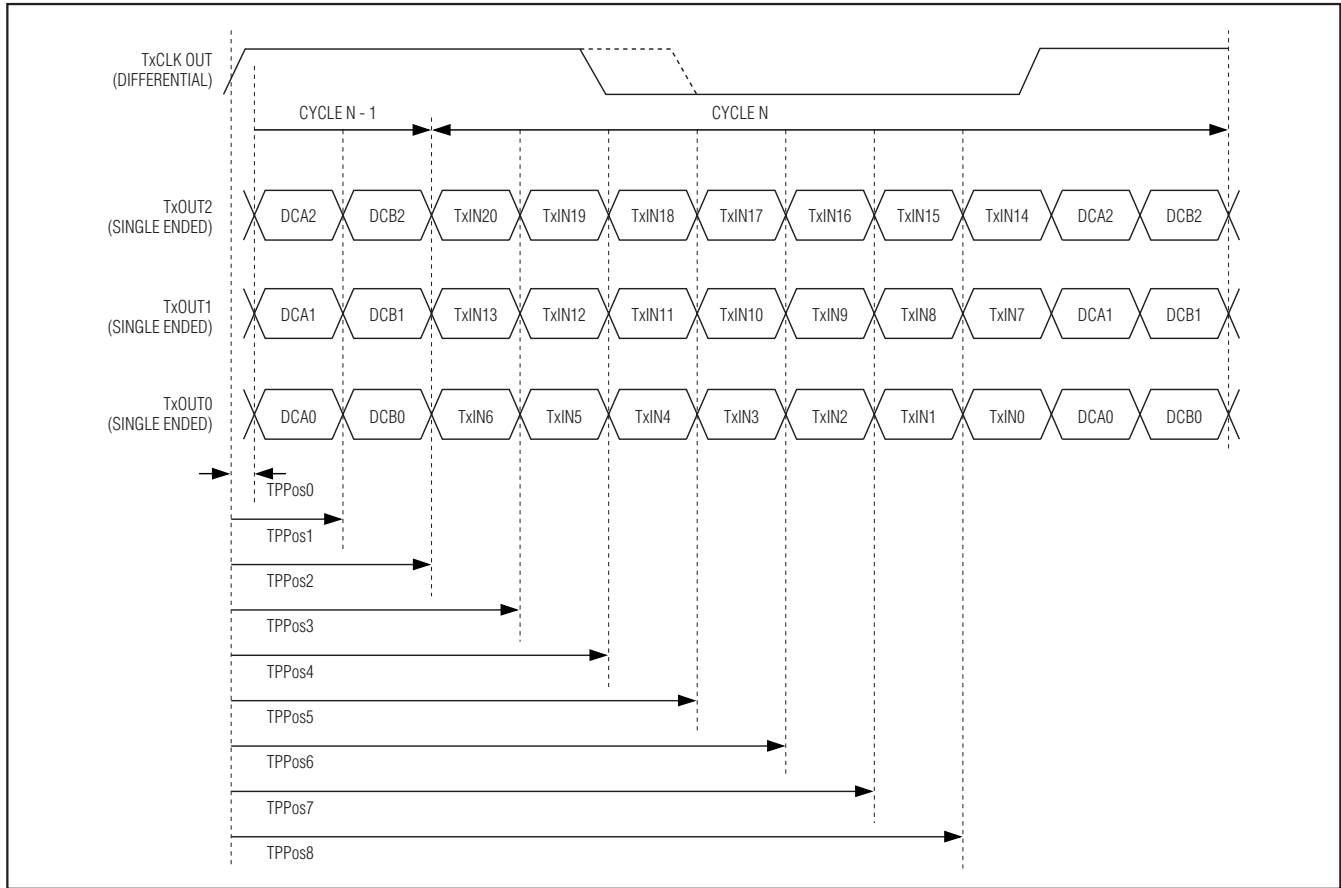 TxCLK OUT
(DIFFERENTIAL)
CYCLE N - 1
CYCLE N
TxOUT2
(SINGLE ENDED)
DCA2 DCB2 TxIN20 TxIN19 TxIN18 TxIN17 TxIN16 TxIN15 TxIN14 DCA2 DCB2
TxOUT1
(SINGLE ENDED)
DCA1 DCB1 TxIN13 TxIN12 TxIN11 TxIN10 TxIN9 TxIN8 TxIN7 DCA1 DCB1
TxOUT0
(SINGLE ENDED)
DCA0 DCB0 TxIN6 TxIN5 TxIN4 TxIN3 TxIN2 TxIN1 TxIN0 DCA0 DCB0
TPPos0
TPPos1
TPPos2
TPPos3
TPPos4
TPPos5
TPPos6
TPPos7
TPPos8